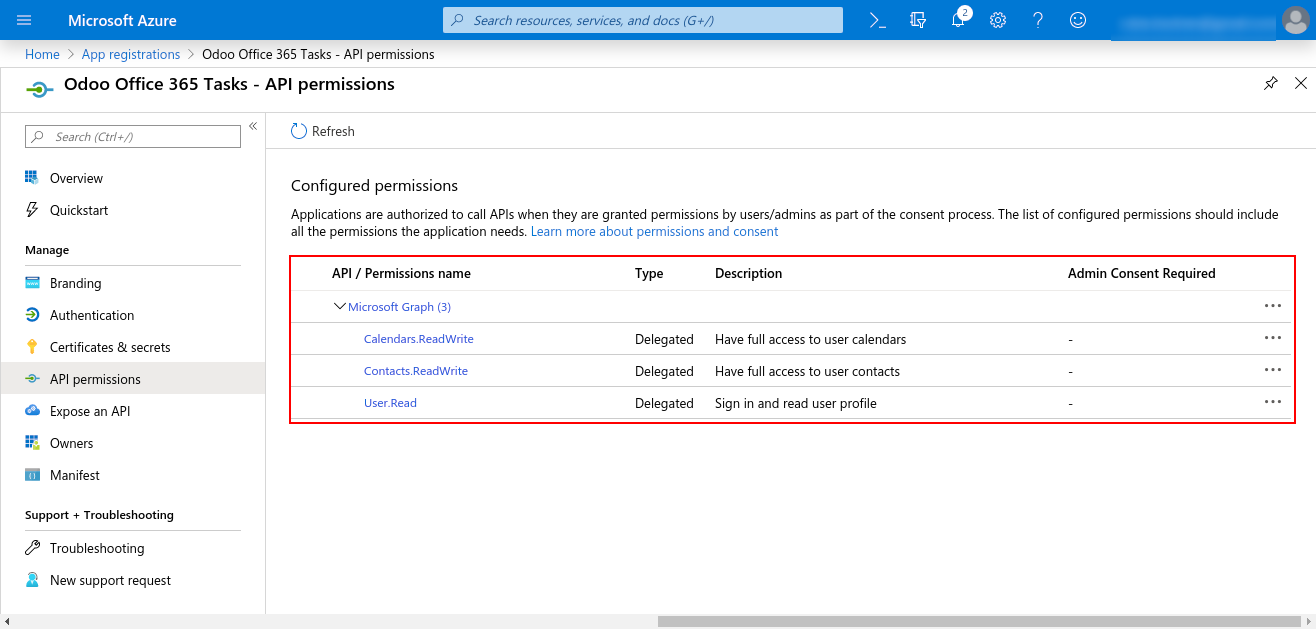 Microsoft Azure
Search resources, services, and docs (G+/)
2
Home > App registrations > Odoo Office 365 Tasks - API permissions
Odoo Office 365 Tasks - API permissions
Search (Ctrl+/)
«
Refresh
Overview
Quickstart
Manage
Branding
Authentication
Certificates & secrets
API permissions
Expose an API
Owners
Manifest
Support + Troubleshooting
Troubleshooting
New support request
Configured permissions
Applications are authorized to call APIs when they are granted permissions by users/admins as part of the consent process. The list of configured permissions should include
all the permissions the application needs. Learn more about permissions and consent
API / Permissions name Type Description Admin Consent Required
Microsoft Graph (3) ...
Calendars.ReadWrite Delegated Have full access to user calendars - ...
Contacts.ReadWrite Delegated Have full access to user contacts - ...
User.Read Delegated Sign in and read user profile - ...